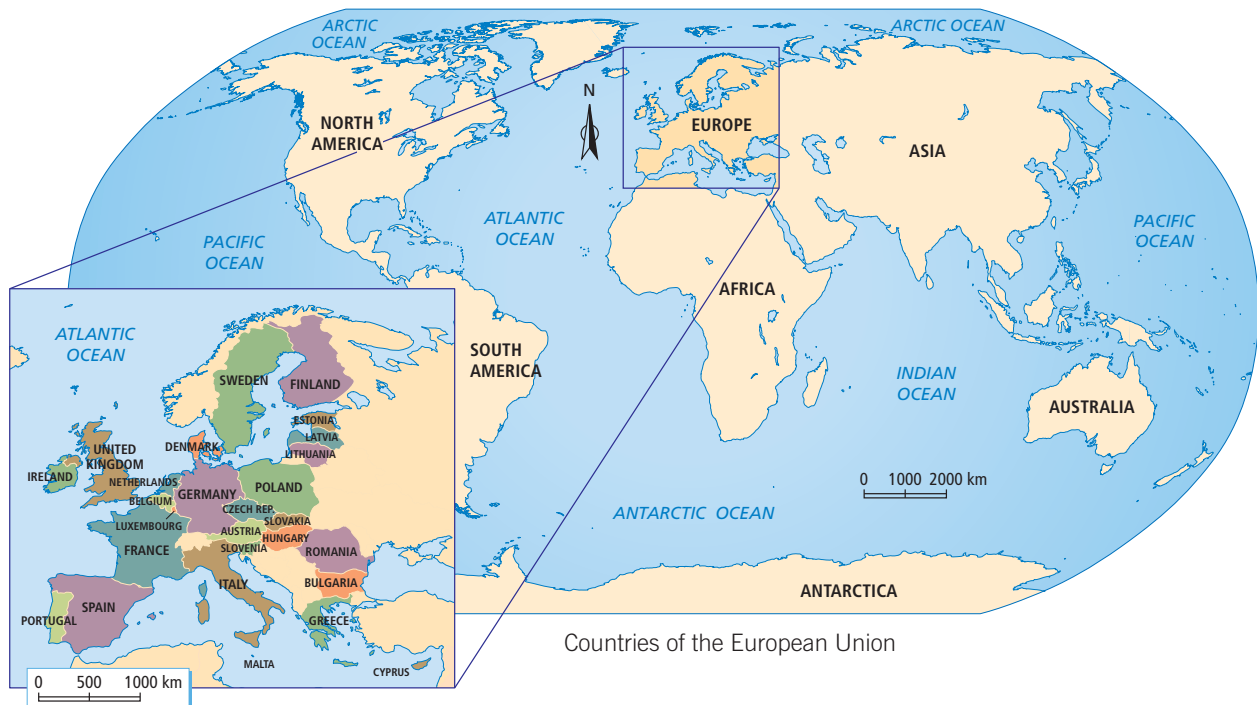 ARCTIC
OCEAN
ARCTIC OCEAN
N
NORTH
AMERICA
EUROPE
ASIA
ATLANTIC
OCEAN
PACIFIC
OCEAN
PACIFIC
OCEAN
AFRICA
SOUTH
AMERICA
INDIAN
OCEAN
AUSTRALIA
0 1000 2000 km
ANTARCTIC OCEAN
ANTARCTICA
ATLANTIC
OCEAN
SWEDEN
FINLAND
ESTONIA
LATVIA
LITHUANIA
DENMARK
UNITED
KINGDOM
IRELAND
NETHERLANDS
BELGIUM
GERMANY
POLAND
LUXEMBOURG
CZECH REP.
SLOVAKIA
AUSTRIA
HUNGARY
SLOVENIA
FRANCE
ROMANIA
ITALY
BULGARIA
SPAIN
PORTUGAL
GREECE
MALTA
CYPRUS
0 500 1000 km
Countries of the European Union